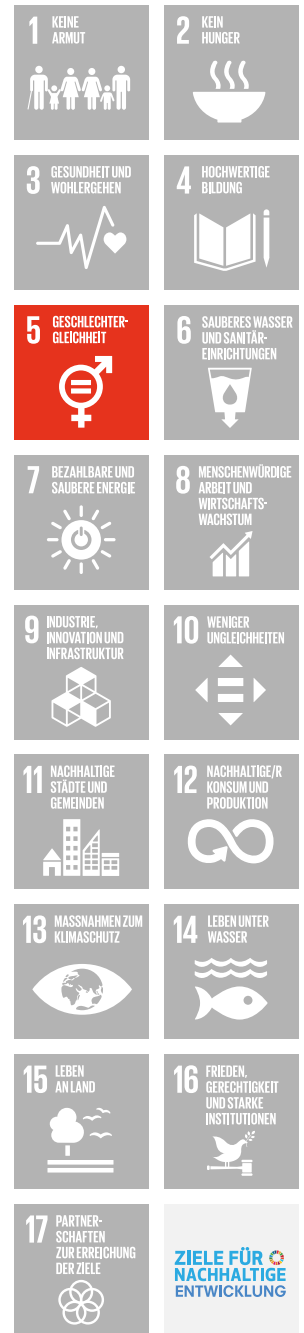 1 KEINE
ARMUT
2 KEIN
HUNGER
3 GESUNDHEIT UND
WOHLERGEHEN
4 HOCHWERTIGE
BILDUNG
5 GESCHLECHTER-
GLEICHHEIT
6 SAUBERES WASSER
UND SANITÄR-
EINRICHTUNGEN
7 BEZAHLBARE UND
SAUBERE ENERGIE
8 MENSCHENWÜRDIGE
ARBEIT UND
WIRTSCHAFTS-
WACHSTUM
9 INDUSTRIE,
INNOVATION UND
INFRASTRUKTUR
10 WENIGER
UNGLEICHHEITEN
11 NACHHALTIGE
STÄDTE UND
GEMEINDEN
12 NACHHALTIGE/R
KONSUM UND
PRODUKTION
13 MASSNAHMEN ZUM
KLIMASCHUTZ
14 LEBEN UNTER
WASSER
15 LEBEN
AN LAND
16 FRIEDEN,
GERECHTIGKEIT
UND STARKE
INSTITUTIONEN
17 PARTNER-
SCHAFTEN
ZUR ERREICHUNG
DER ZIELE
ZIELE FÜR
NACHHALTIGE
ENTWICKLUNG